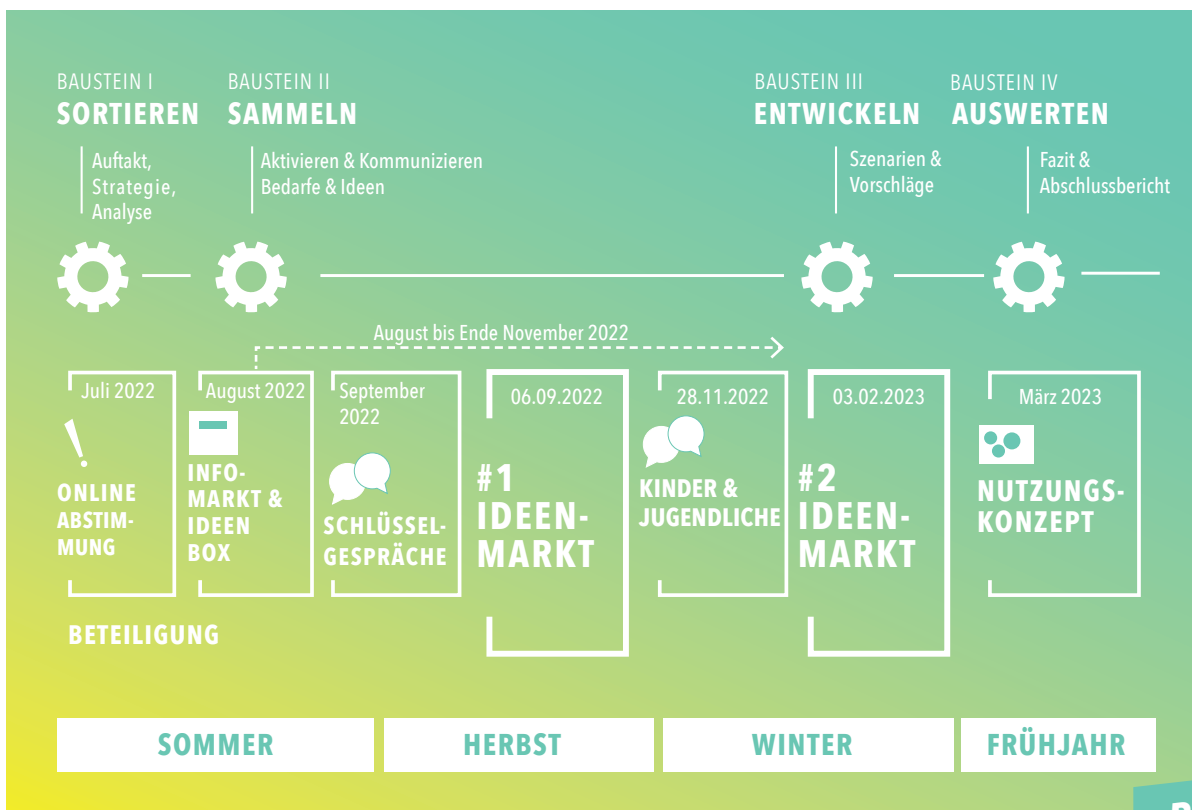 BAUSTEIN I
SORTIEREN
Auftakt,
Strategie,
Analyse
BAUSTEIN II
SAMMELN
Aktivieren & Kommunizieren
Bedarfe & Ideen
BAUSTEIN III
ENTWICKELN
Szenarien &
Vorschläge
BAUSTEIN IV
AUSWERTEN
Fazit &
Abschlussbericht
August bis Ende November 2022
Juli 2022
ONLINE
ABSTIM-
MUNG
August 2022
INFO-
MARKT &
IDEEN
BOX
September
2022
SCHLÜSSEL-
GESPRÄCHE
06.09.2022
#1
IDEEN-
MARKT
28.11.2022
KINDER &
JUGENDLICHE
03.02.2023
#2
IDEEN-
MARKT
März 2023
NUTZUNGS-
KONZEPT
BETEILIGUNG
SOMMER
HERBST
WINTER
FRÜHJAHR